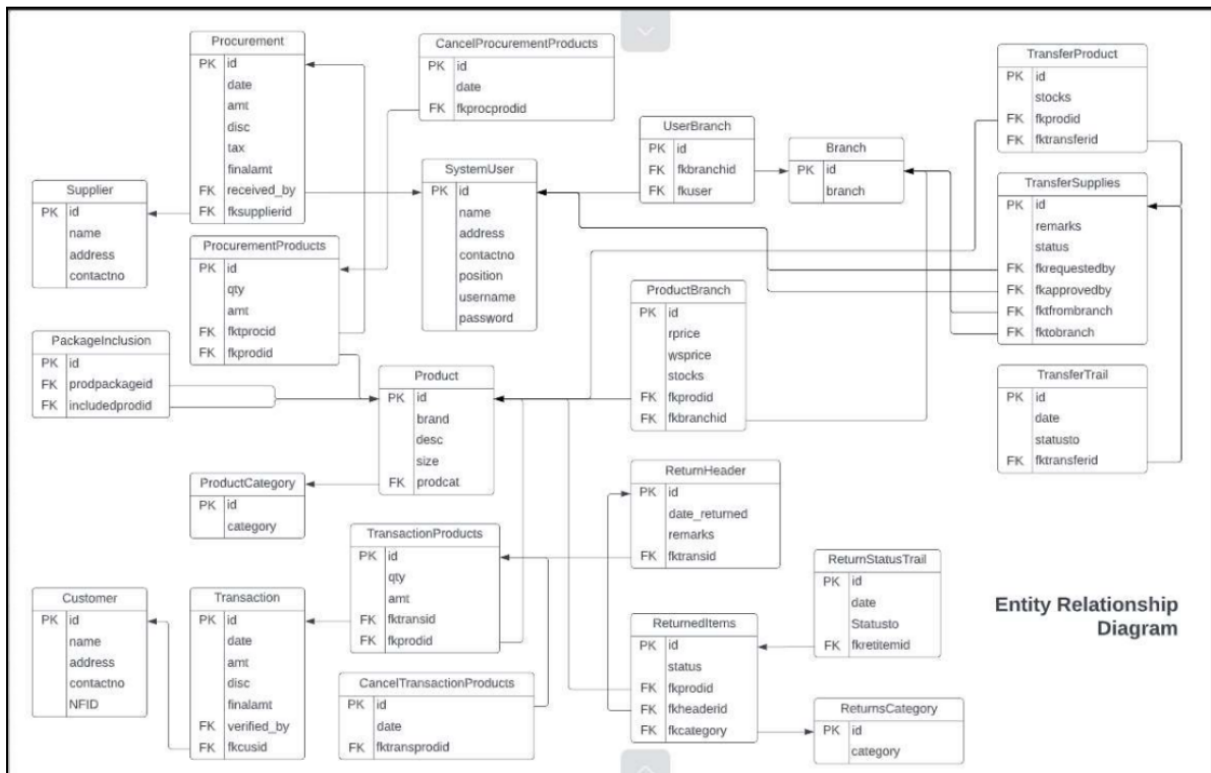 Procurement
PK id
date
amt
disc
tax
finalamt
FK received_by
FK fksupplierid
CancelProcurementProducts
PK id
date
FK fkprocprodid
Supplier
PK id
name
address
contactno
SystemUser
PK id
name
address
contactno
position
username
password
UserBranch
PK id
FK fkbranchid
FK fkuser
Branch
PK id
branch
TransferProduct
PK id
stocks
FK fkprodid
FK fktransferid
TransferSupplies
PK id
remarks
status
FK fkrequestedby
FK fkapprovedby
FK fktfrombranch
FK fktobranch
ProcurementProducts
PK id
qty
amt
FK fktprocid
FK fkprodid
PackageInclusion
PK id
FK prodpackageid
FK includedprodid
Product
PK id
brand
desc
size
FK prodcat
ProductBranch
PK id
rprice
wsprice
stocks
FK fkprodid
FK fkbranchid
TransferTrail
PK id
date
statusto
FK fktransferid
ProductCategory
PK id
category
ReturnHeader
PK id
date_returned
remarks
FK fktransid
TransactionProducts
PK id
qty
amt
FK fktransid
FK fkprodid
Customer
PK id
name
address
contactno
NFID
Transaction
PK id
date
amt
disc
finalamt
FK verified_by
FK fkcusid
CancelTransactionProducts
PK id
date
FK fktransprodid
ReturnedItems
PK id
status
FK fkprodid
FK fkheaderid
FK fkcategory
ReturnStatusTrail
PK id
date
Statusto
FK fkretitemid
ReturnsCategory
PK id
category
Entity Relationship
Diagram